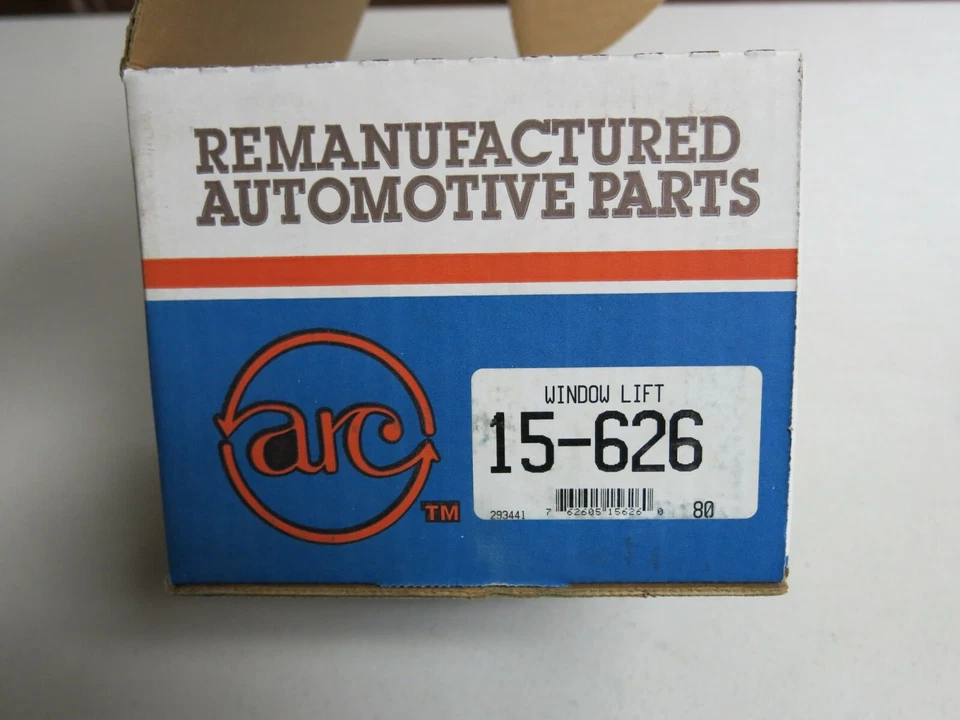 REMANUFACTURED
AUTOMOTIVE PARTS
arc
TM
WINDOW LIFT
15-626
293441 7 62605 15626 0 80